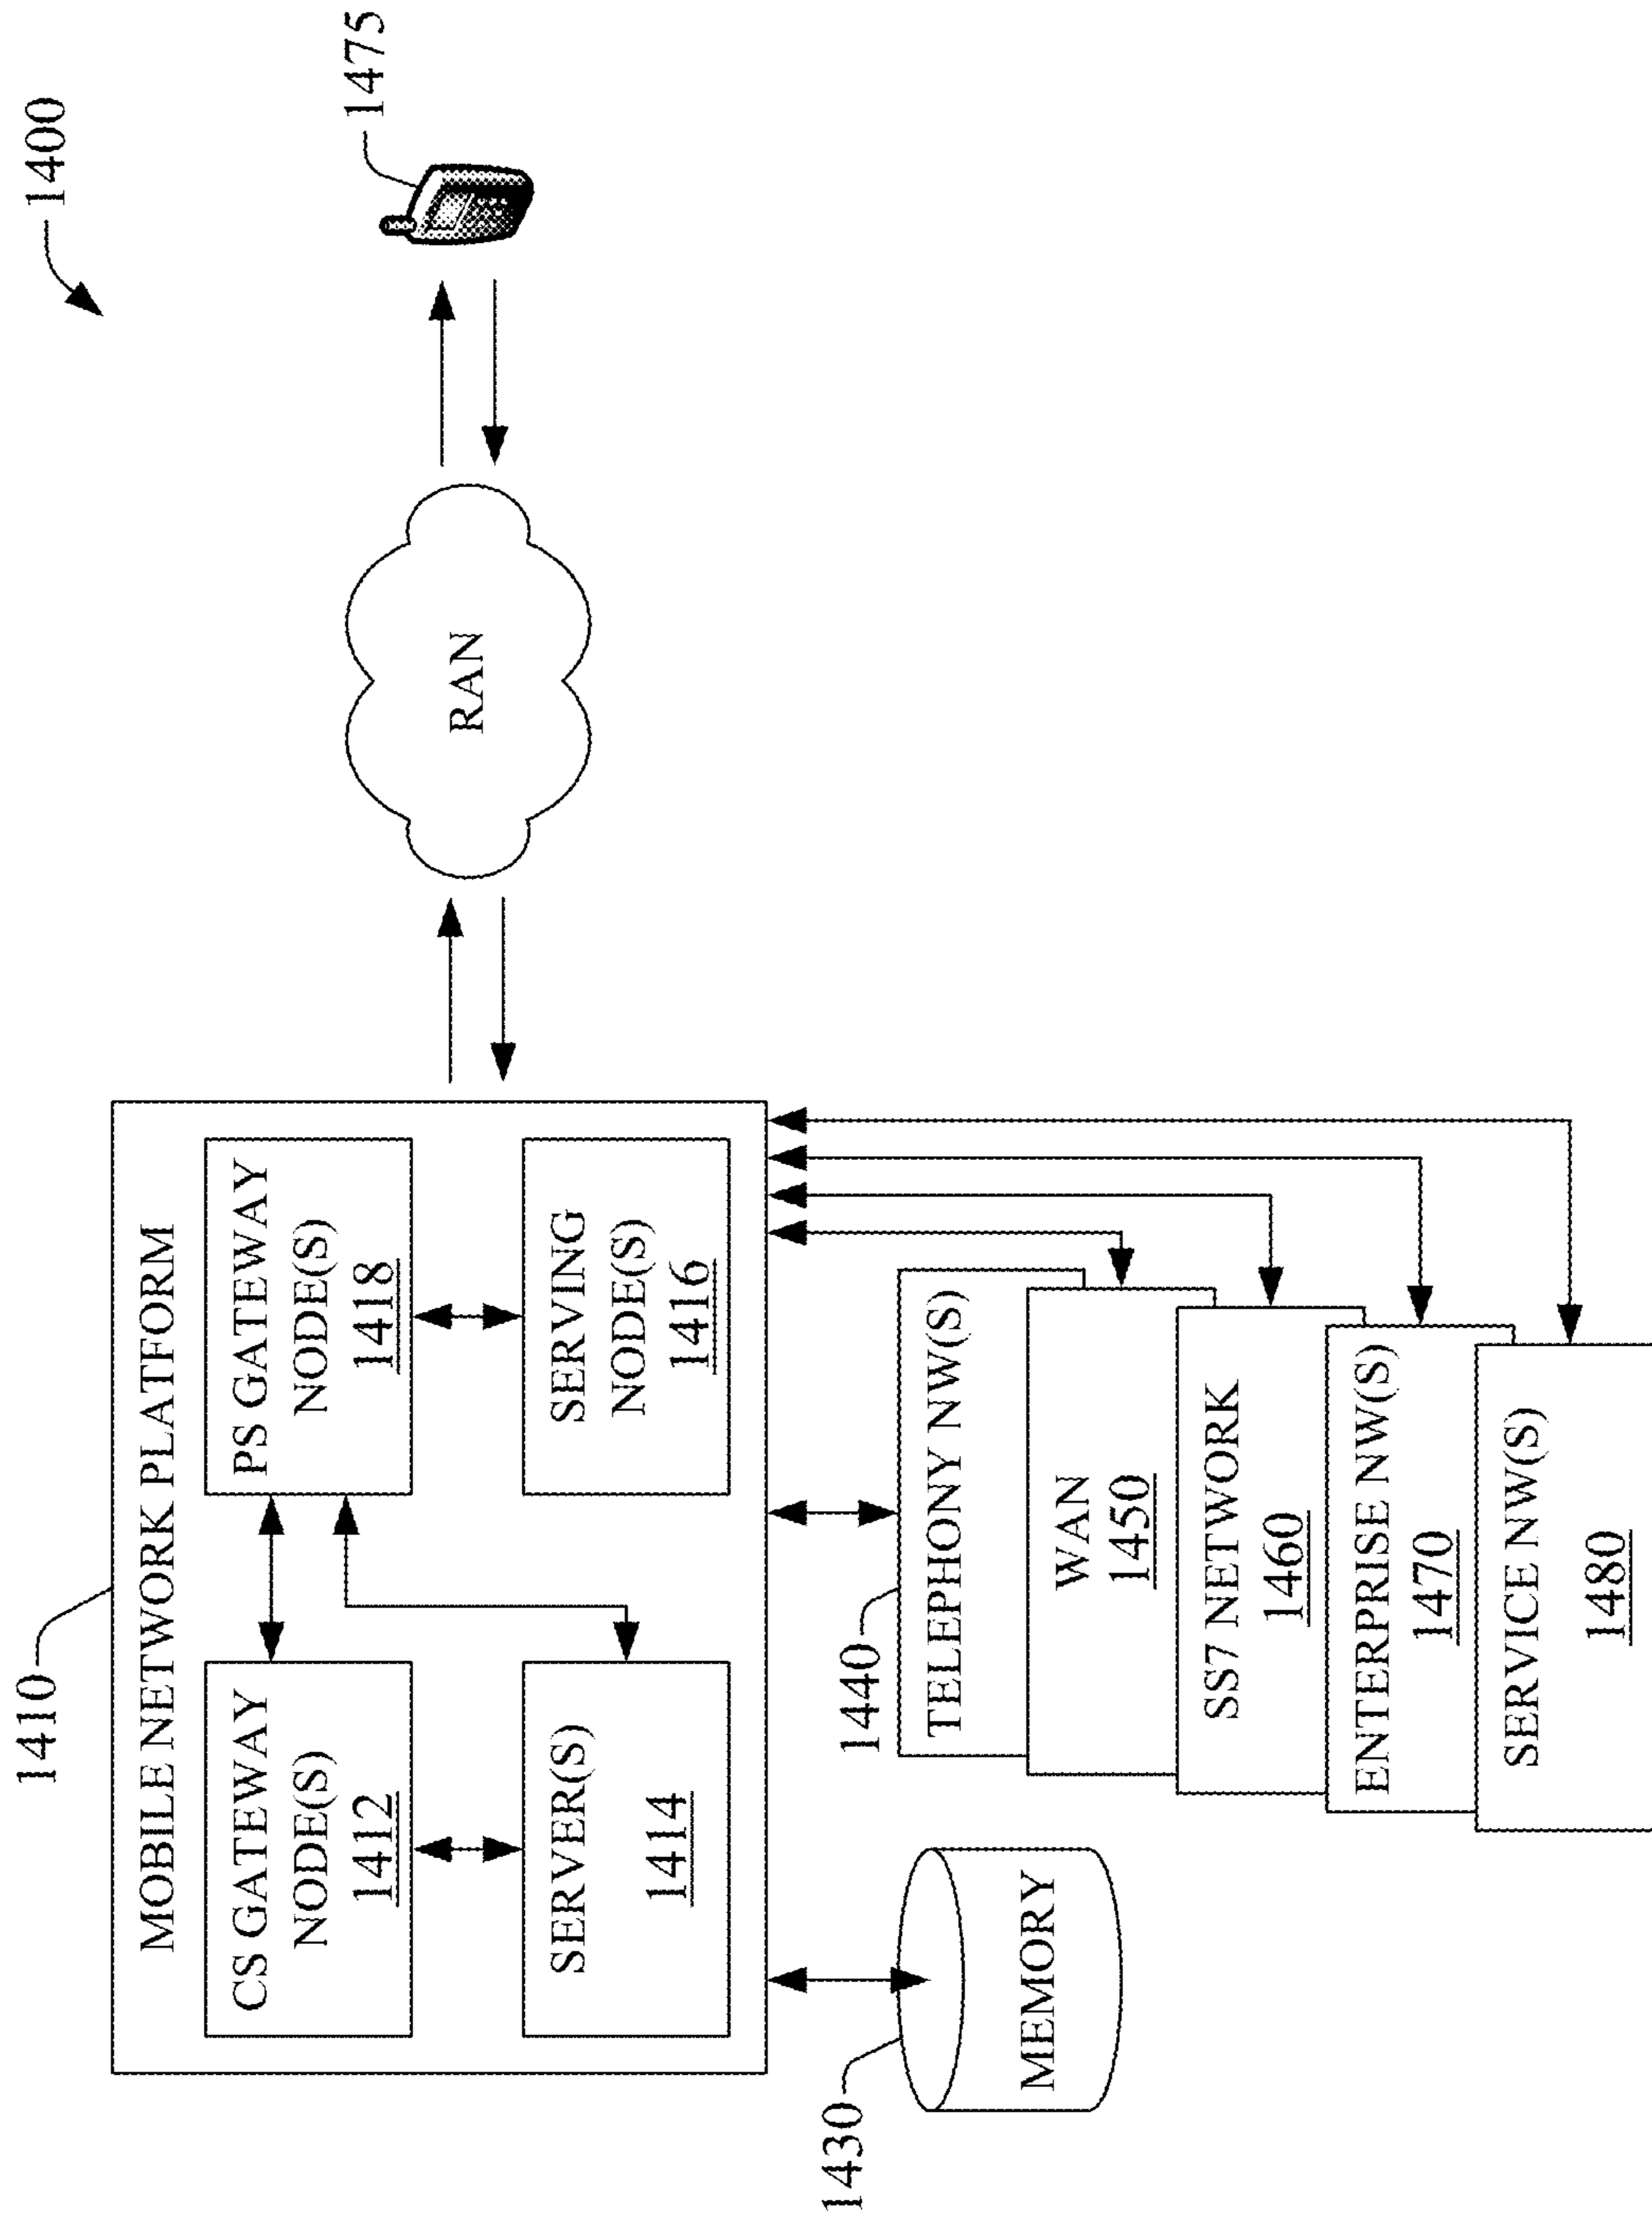 1400
1410
MOBILE NETWORK PLATFORM
CS GATEWAY
NODE(S)
1412
PS GATEWAY
NODE(S)
1418
SERVER(S)
1414
SERVING
NODE(S)
1416
RAN
1475
1430
MEMORY
1440
TELEPHONY NW(S)
WAN
1450
SS7 NETWORK
1460
ENTERPRISE NW(S)
1470
SERVICE NW(S)
1480